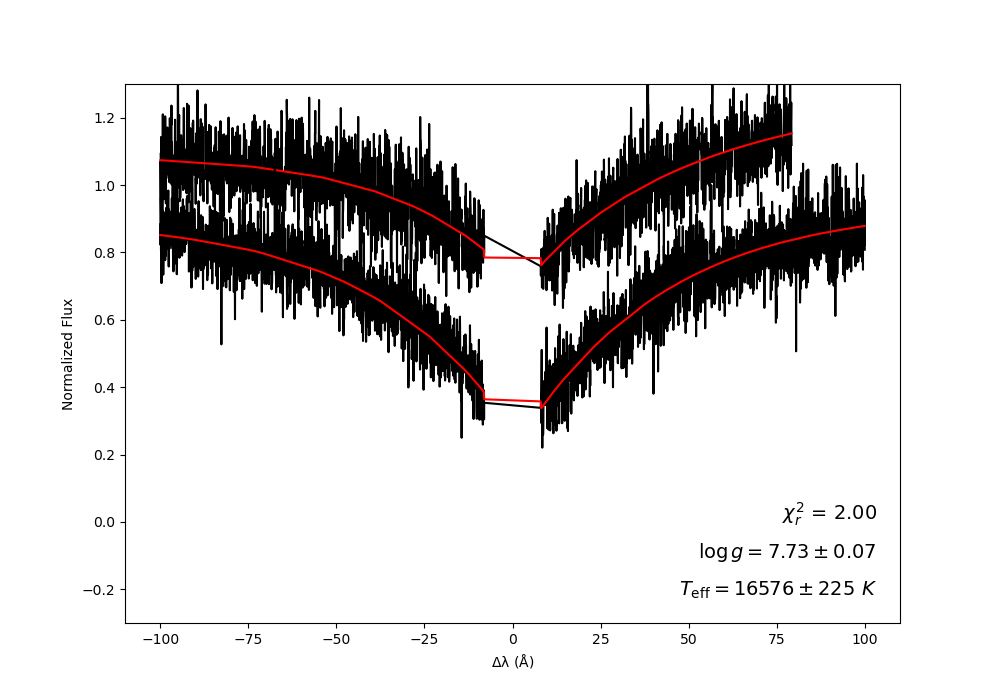 1.2
1.0
0.8
0.6
0.4
0.2
0.0
−0.2
Normalized Flux
χ²ᵣ = 2.00
log g = 7.73 ± 0.07
T_eff = 16576 ± 225 K
−100 −75 −50 −25 0 25 50 75 100
Δλ (Å)